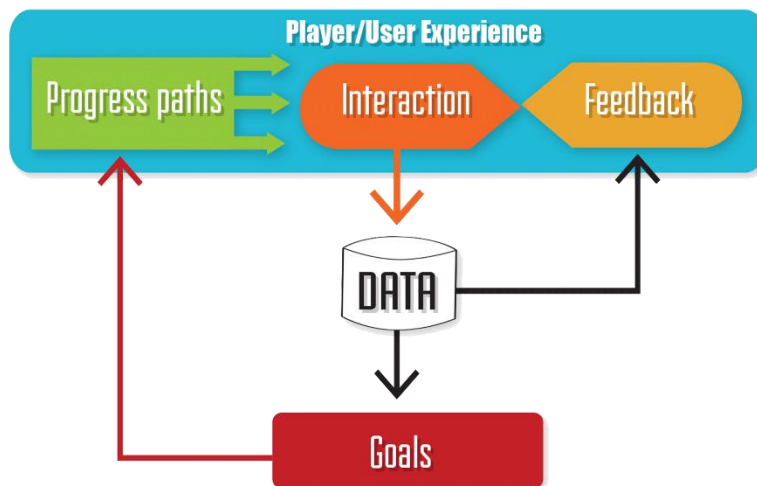 Player/User Experience
Progress paths
Interaction
Feedback
DATA
Goals